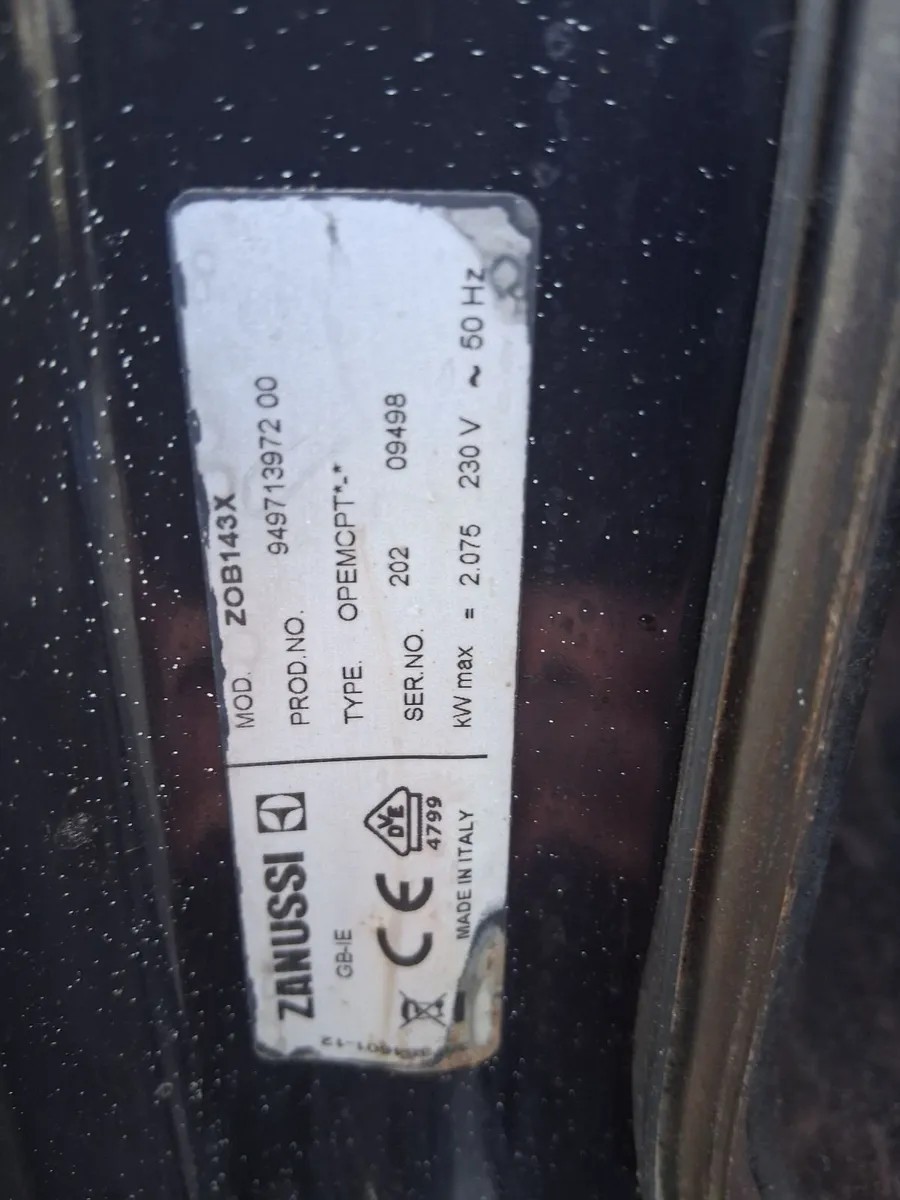 ZANUSSI
GB-IE
DVE
4799
CE
MADE IN ITALY
MOD. ZOB143X
PROD.NO. 949713972 00
TYPE. OPEMCPT*-*
SER.NO. 202 09498
kW max = 2.075 230 V ~ 50 Hz